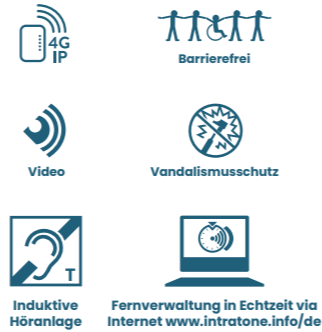 4G
IP
Barrierefrei
Video
Vandalismusschutz
T
Induktive
Höranlage
Fernverwaltung in Echtzeit via
Internet www.intratone.info/de